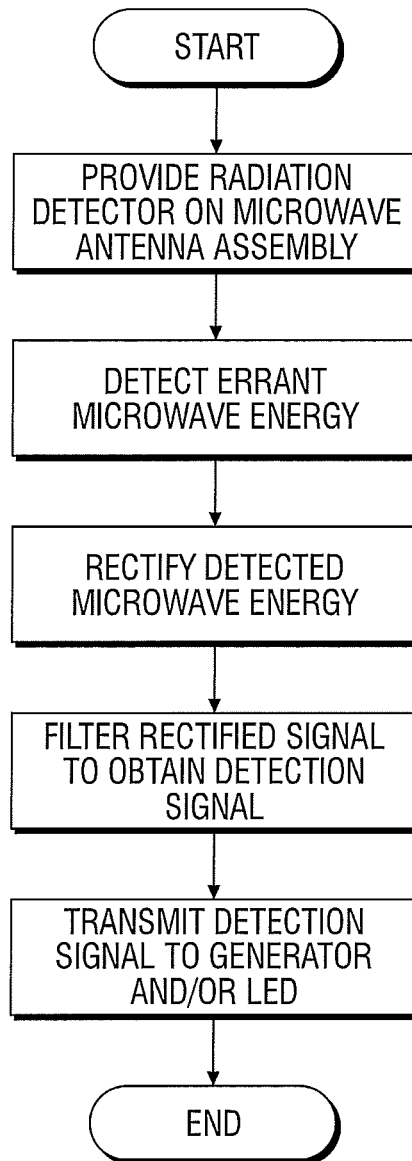 START
PROVIDE RADIATION
DETECTOR ON MICROWAVE
ANTENNA ASSEMBLY
DETECT ERRANT
MICROWAVE ENERGY
RECTIFY DETECTED
MICROWAVE ENERGY
FILTER RECTIFIED SIGNAL
TO OBTAIN DETECTION
SIGNAL
TRANSMIT DETECTION
SIGNAL TO GENERATOR
AND/OR LED
END